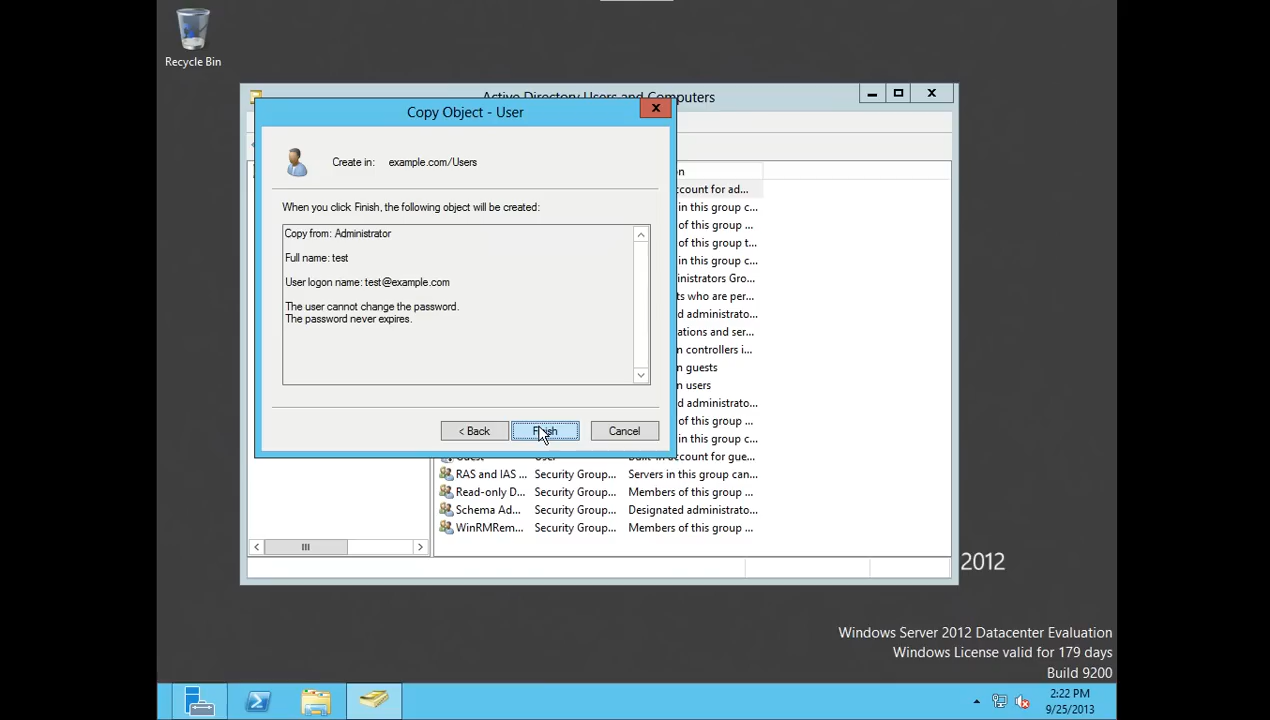 Recycle Bin
Active Directory Users and Computers
Copy Object - User
Create in: example.com/Users
When you click Finish, the following object will be created:
Copy from: Administrator
Full name: test
User logon name: test@example.com
The user cannot change the password.
The password never expires.
< Back
Finish
Cancel
count for ad...
in this group c...
of this group ...
of this group t...
in this group c...
ministrators Gro...
ts who are per...
d administrato...
ations and ser...
n controllers i...
n guests
n users
d administrato...
of this group ...
in this group c...
RAS and IAS ... Security Group... Servers in this group can...
Read-only D... Security Group... Members of this group ...
Schema Ad... Security Group... Designated administrato...
WinRMRem... Security Group... Members of this group ...
2012
Windows Server 2012 Datacenter Evaluation
Windows License valid for 179 days
Build 9200
2:22 PM
9/25/2013